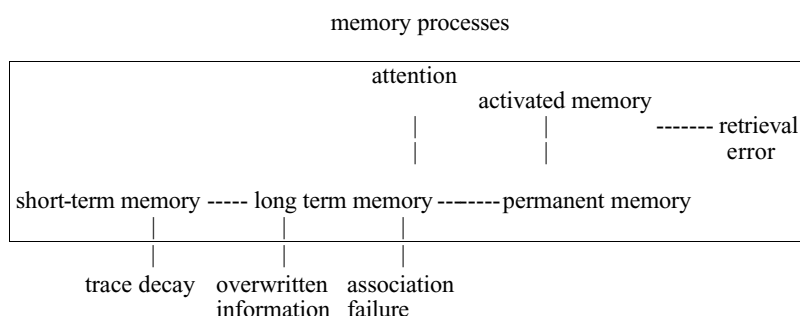 memory processes
attention
activated memory
| | ------- retrieval
| | error
short-term memory ----- long term memory -------- permanent memory
| | |
| | |
trace decay overwritten association
information failure